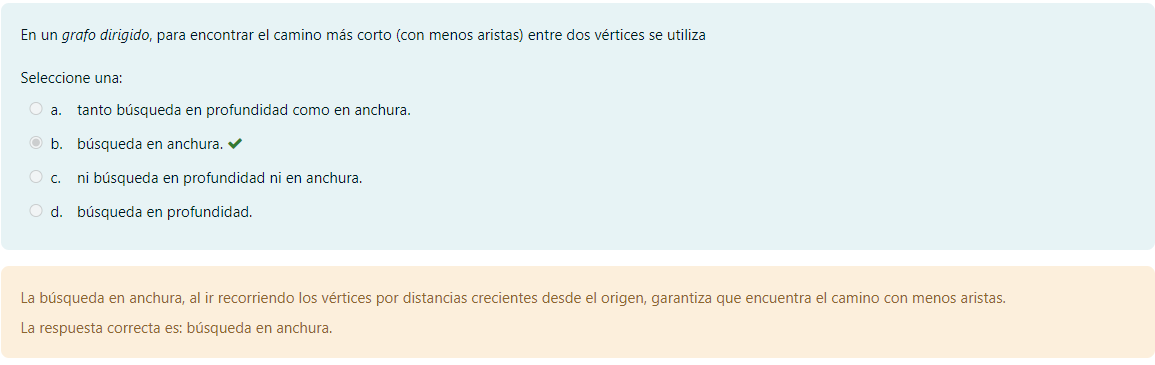 En un grafo dirigido, para encontrar el camino más corto (con menos aristas) entre dos vértices se utiliza
Seleccione una:
a. tanto búsqueda en profundidad como en anchura.
b. búsqueda en anchura.
c. ni búsqueda en profundidad ni en anchura.
d. búsqueda en profundidad.
La búsqueda en anchura, al ir recorriendo los vértices por distancias crecientes desde el origen, garantiza que encuentra el camino con menos aristas.
La respuesta correcta es: búsqueda en anchura.